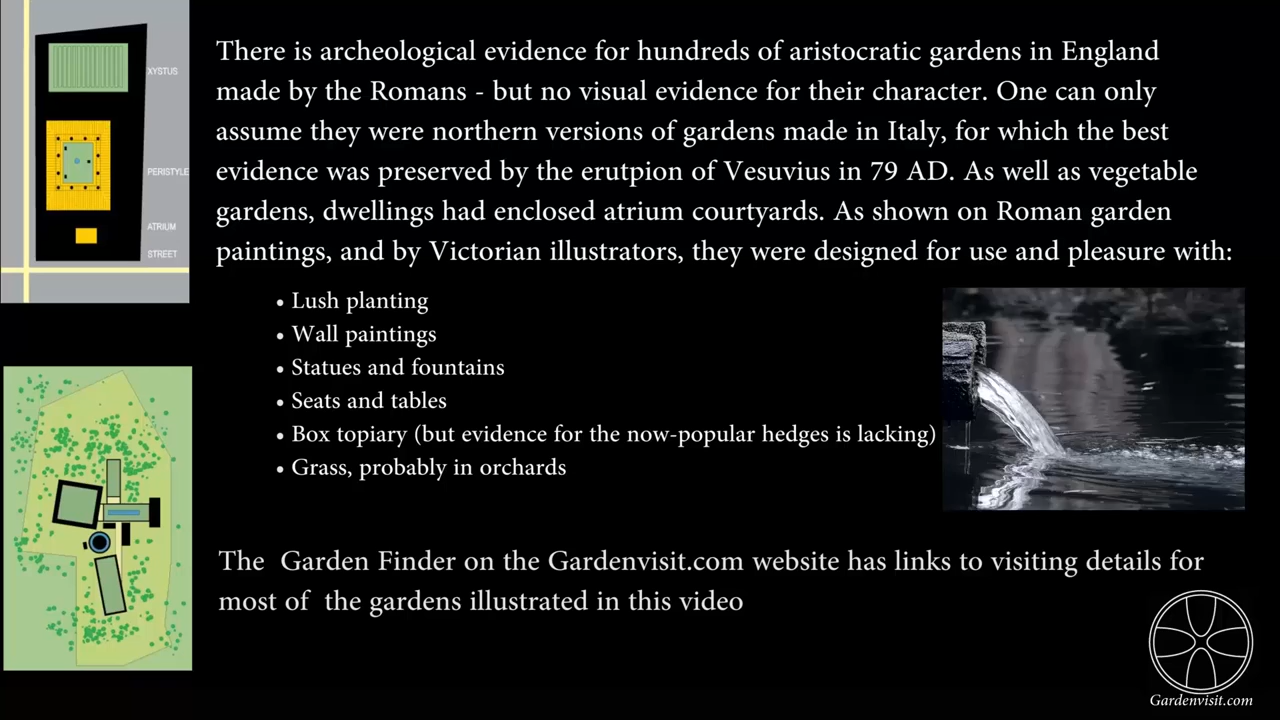 XYSTUS
PERISTYLE
ATRIUM
STREET
There is archeological evidence for hundreds of aristocratic gardens in England
made by the Romans - but no visual evidence for their character. One can only
assume they were northern versions of gardens made in Italy, for which the best
evidence was preserved by the erutpion of Vesuvius in 79 AD. As well as vegetable
gardens, dwellings had enclosed atrium courtyards. As shown on Roman garden
paintings, and by Victorian illustrators, they were designed for use and pleasure with:
• Lush planting
• Wall paintings
• Statues and fountains
• Seats and tables
• Box topiary (but evidence for the now-popular hedges is lacking)
• Grass, probably in orchards
The Garden Finder on the Gardenvisit.com website has links to visiting details for
most of the gardens illustrated in this video
Gardenvisit.com